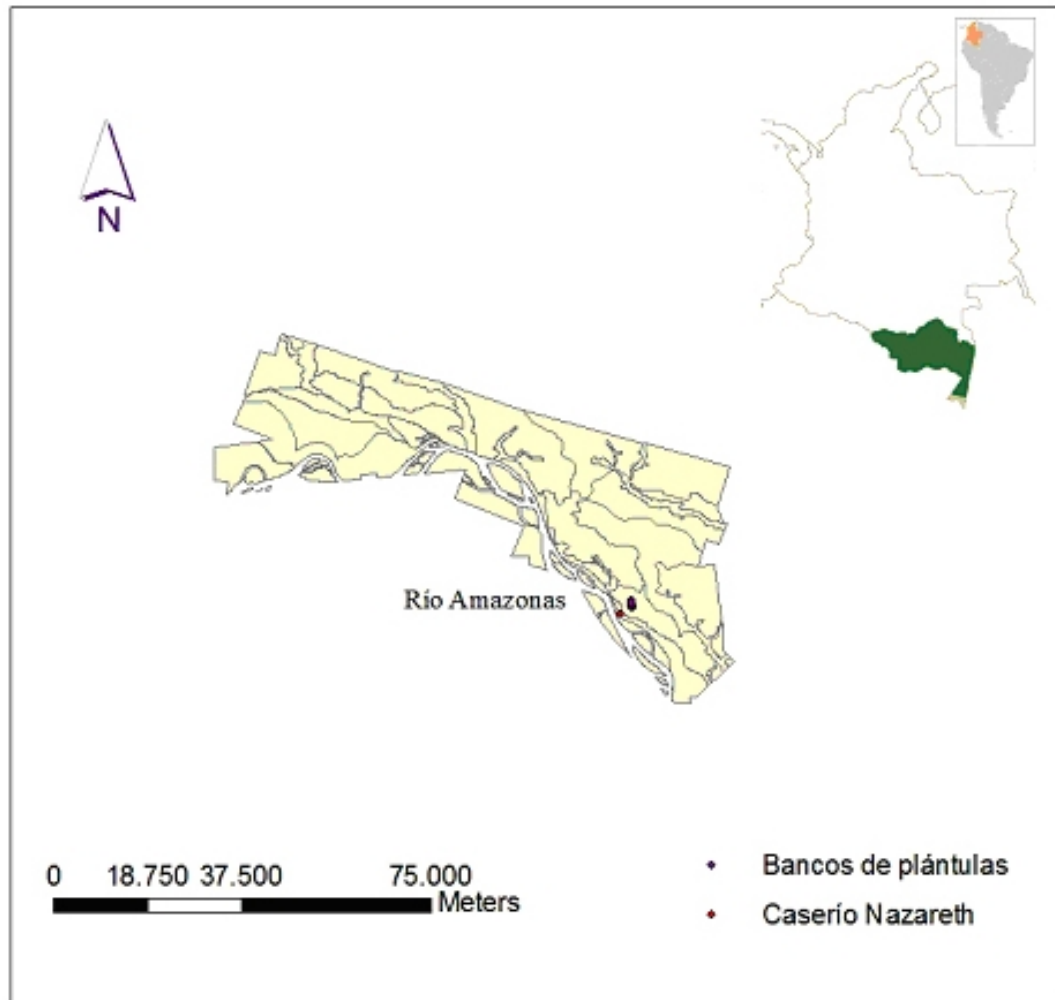 N
Río Amazonas
0 18.750 37.500 75.000
Meters
Bancos de plántulas
Caserío Nazareth